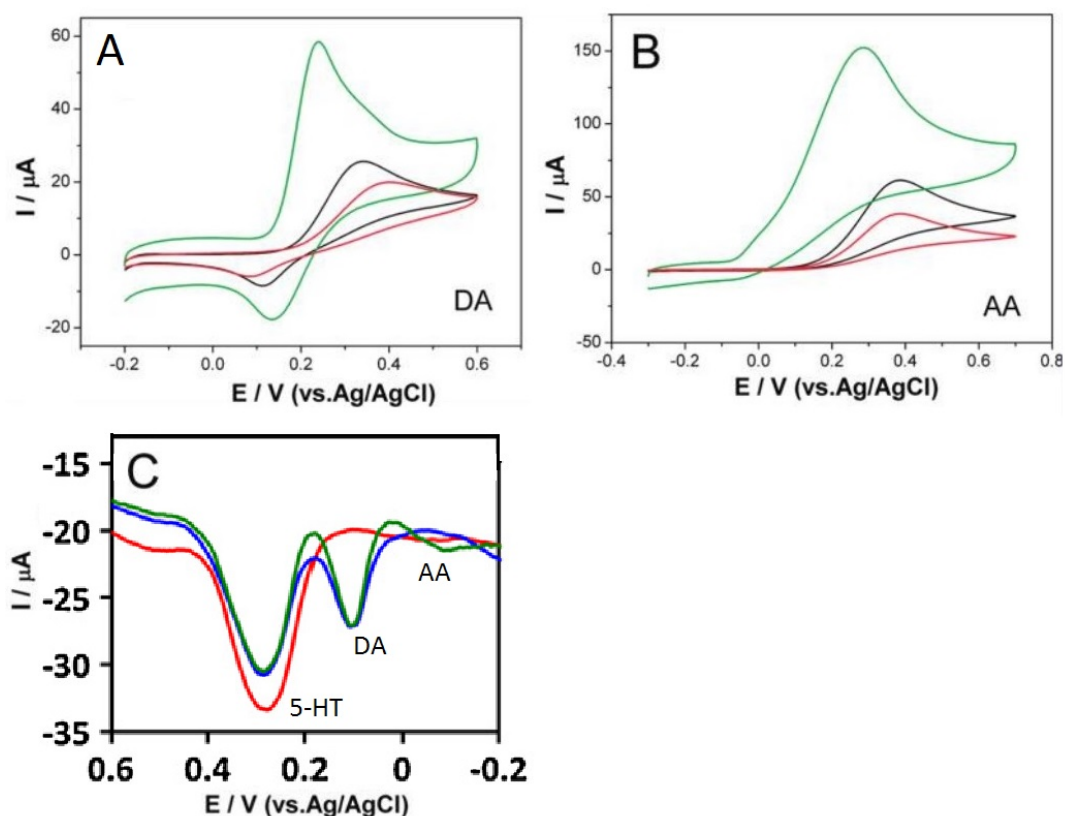 A
60
40
20
0
-20
I / µA
DA
-0.2 0.0 0.2 0.4 0.6
E / V (vs.Ag/AgCl)
B
150
100
50
0
-50
I / µA
AA
-0.4 -0.2 0.0 0.2 0.4 0.6 0.8
E / V (vs.Ag/AgCl)
C
-15
-20
-25
-30
-35
I / µA
AA
DA
5-HT
0.6 0.4 0.2 0 -0.2
E / V (vs.Ag/AgCl)